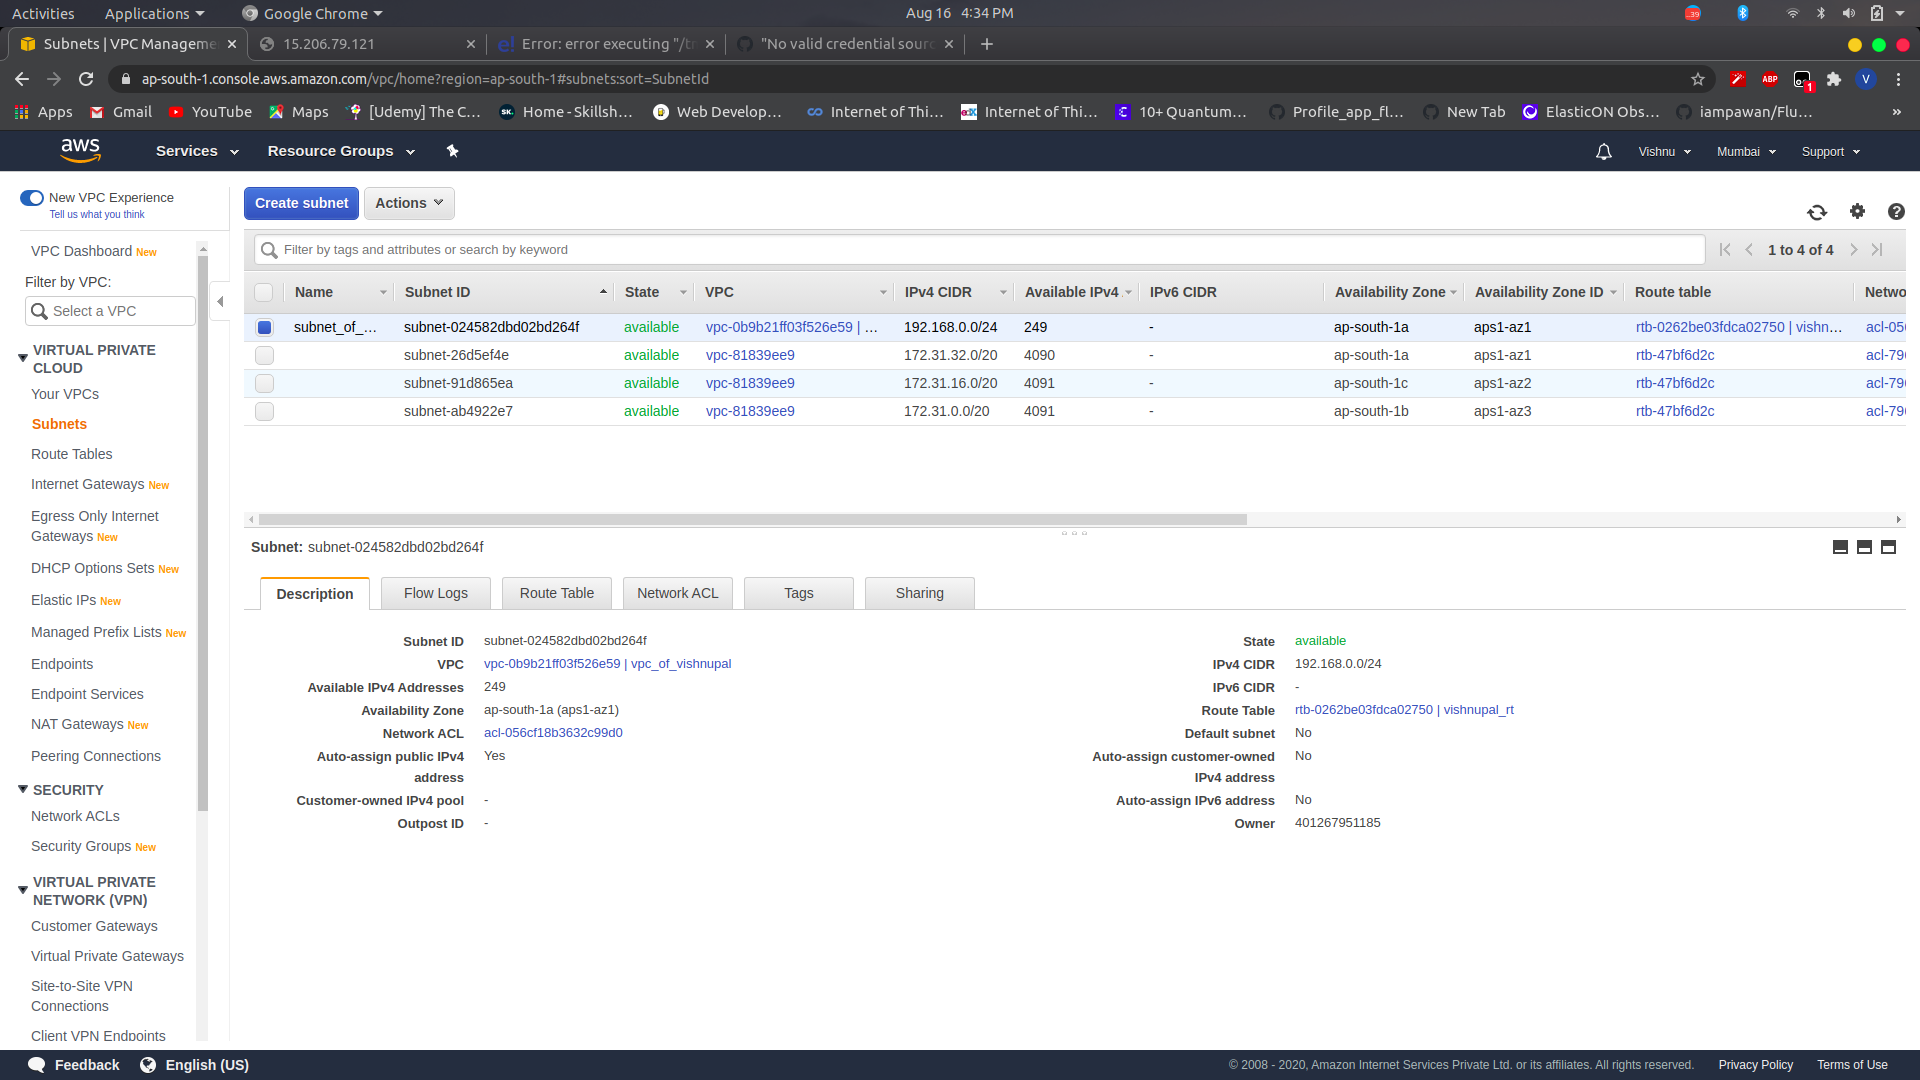 Activities Applications Google Chrome Aug 16 4:34 PM 39
Subnets | VPC Manageme 15.206.79.121 Error: error executing "/t "No valid credential sour
ap-south-1.console.aws.amazon.com/vpc/home?region=ap-south-1#subnets:sort=SubnetId ABP 1 V
Apps Gmail YouTube Maps [Udemy] The C... SK. Home - Skillsh... Web Develop... Internet of Thi... edX Internet of Thi... 10+ Quantum... Profile_app_fl... New Tab ElasticON Obs... iampawan/Flu... »
aws Services Resource Groups Vishnu Mumbai Support
New VPC Experience
Tell us what you think
Create subnet Actions
VPC Dashboard New
Filter by VPC:
Select a VPC
VIRTUAL PRIVATE
CLOUD
Your VPCs
Subnets
Route Tables
Internet Gateways New
Egress Only Internet
Gateways New
DHCP Options Sets New
Elastic IPs New
Managed Prefix Lists New
Endpoints
Endpoint Services
NAT Gateways New
Peering Connections
SECURITY
Network ACLs
Security Groups New
VIRTUAL PRIVATE
NETWORK (VPN)
Customer Gateways
Virtual Private Gateways
Site-to-Site VPN
Connections
Client VPN Endpoints
Filter by tags and attributes or search by keyword 1 to 4 of 4
Name Subnet ID State VPC IPv4 CIDR Available IPv4 IPv6 CIDR Availability Zone Availability Zone ID Route table Netwo
subnet_of_... subnet-024582dbd02bd264f available vpc-0b9b21ff03f526e59 | ... 192.168.0.0/24 249 - ap-south-1a aps1-az1 rtb-0262be03fdca02750 | vishn... acl-056
subnet-26d5ef4e available vpc-81839ee9 172.31.32.0/20 4090 - ap-south-1a aps1-az1 rtb-47bf6d2c acl-796
subnet-91d865ea available vpc-81839ee9 172.31.16.0/20 4091 - ap-south-1c aps1-az2 rtb-47bf6d2c acl-796
subnet-ab4922e7 available vpc-81839ee9 172.31.0.0/20 4091 - ap-south-1b aps1-az3 rtb-47bf6d2c acl-796
Subnet: subnet-024582dbd02bd264f
Description Flow Logs Route Table Network ACL Tags Sharing
Subnet ID subnet-024582dbd02bd264f State available
VPC vpc-0b9b21ff03f526e59 | vpc_of_vishnupal IPv4 CIDR 192.168.0.0/24
Available IPv4 Addresses 249 IPv6 CIDR -
Availability Zone ap-south-1a (aps1-az1) Route Table rtb-0262be03fdca02750 | vishnupal_rt
Network ACL acl-056cf18b3632c99d0 Default subnet No
Auto-assign public IPv4 Yes Auto-assign customer-owned No
address IPv4 address
Customer-owned IPv4 pool - Auto-assign IPv6 address No
Outpost ID - Owner 401267951185
Feedback English (US) © 2008 - 2020, Amazon Internet Services Private Ltd. or its affiliates. All rights reserved. Privacy Policy Terms of Use